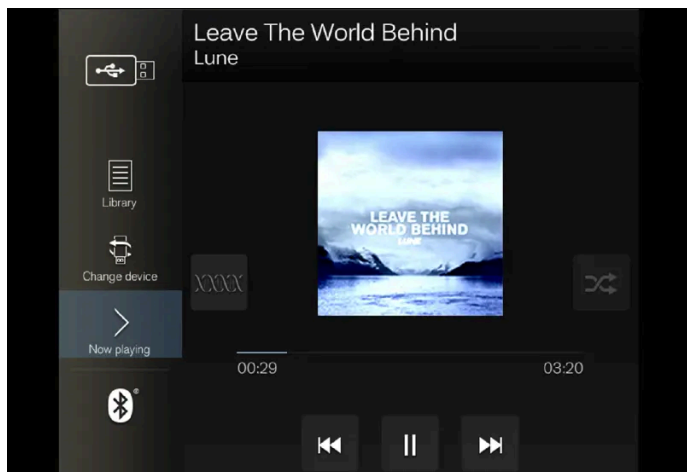 Leave The World Behind
Lune
LEAVE THE
WORLD BEHIND
LUNE
Library
Change device
Now playing
00:29
03:20